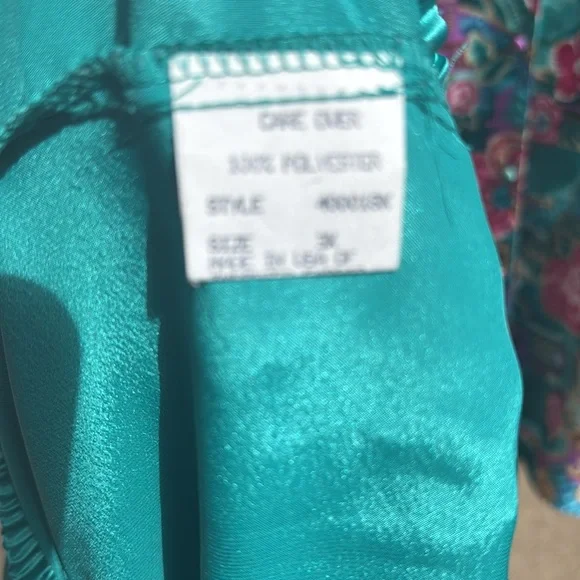 CARE OVER
100% POLYESTER
STYLE
SIZE 3X
MADE IN USA OF